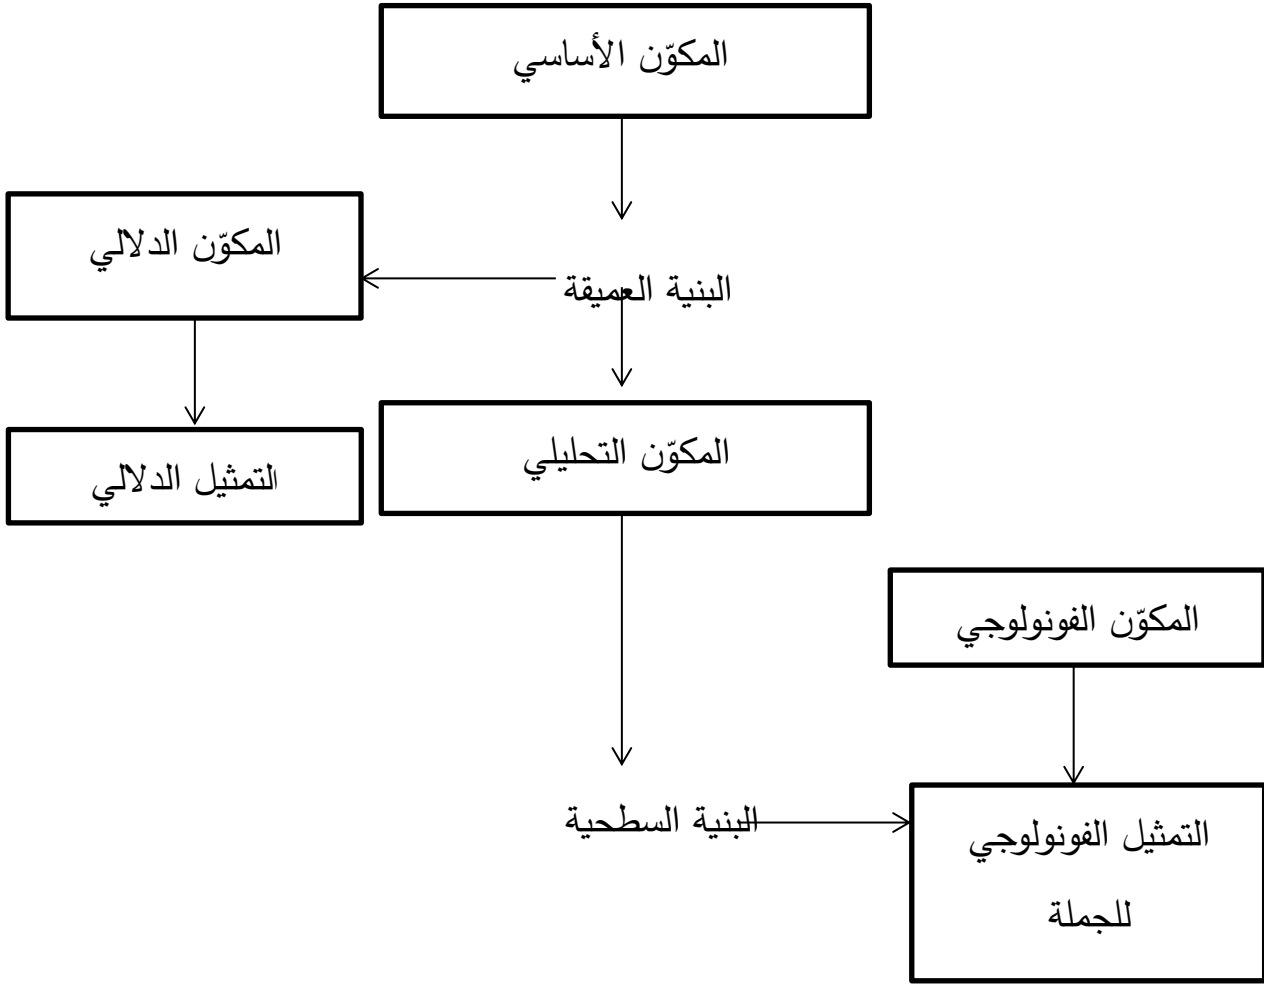 المكوّن الأساسي
المكوّن الدلالي
البنية العميقة
التمثيل الدلالي
المكوّن التحليلي
المكوّن الفونولوجي
البنية السطحية
التمثيل الفونولوجي
للجملة